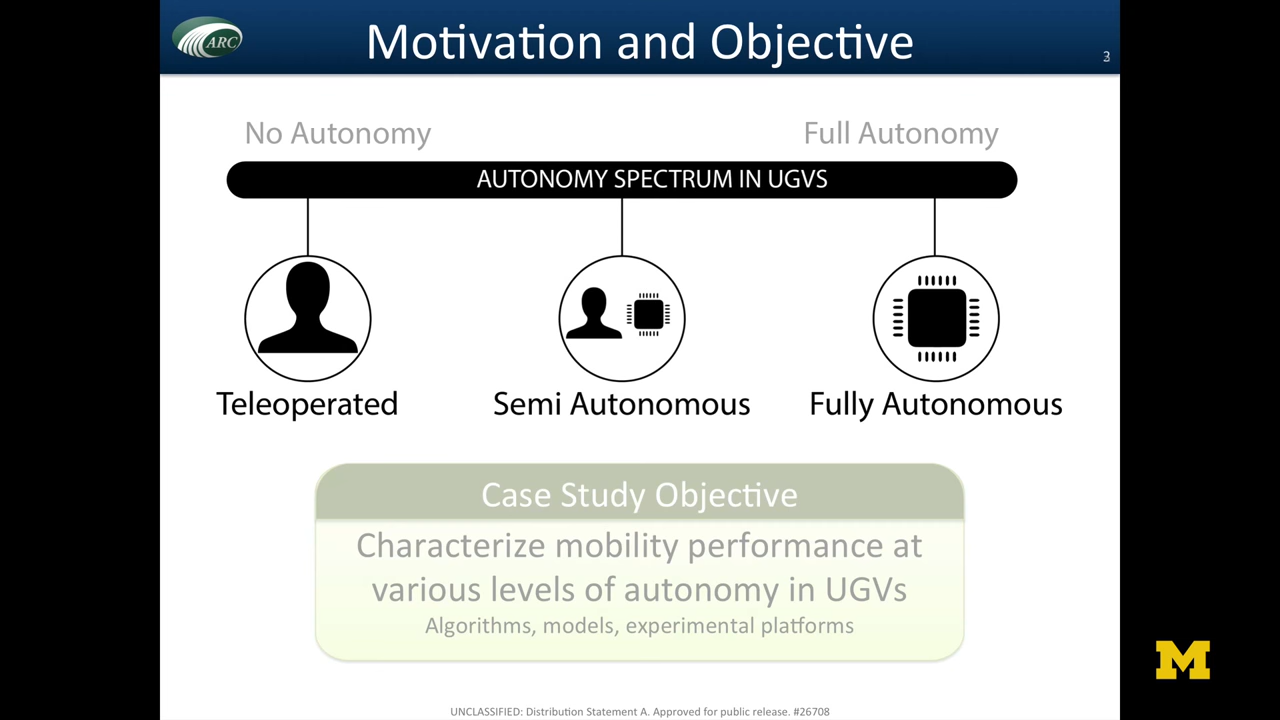 ARC
Motivation and Objective
3
No Autonomy
Full Autonomy
AUTONOMY SPECTRUM IN UGVS
Teleoperated
Semi Autonomous
Fully Autonomous
Case Study Objective
Characterize mobility performance at
various levels of autonomy in UGVs
Algorithms, models, experimental platforms
M
UNCLASSIFIED: Distribution Statement A. Approved for public release. #26708